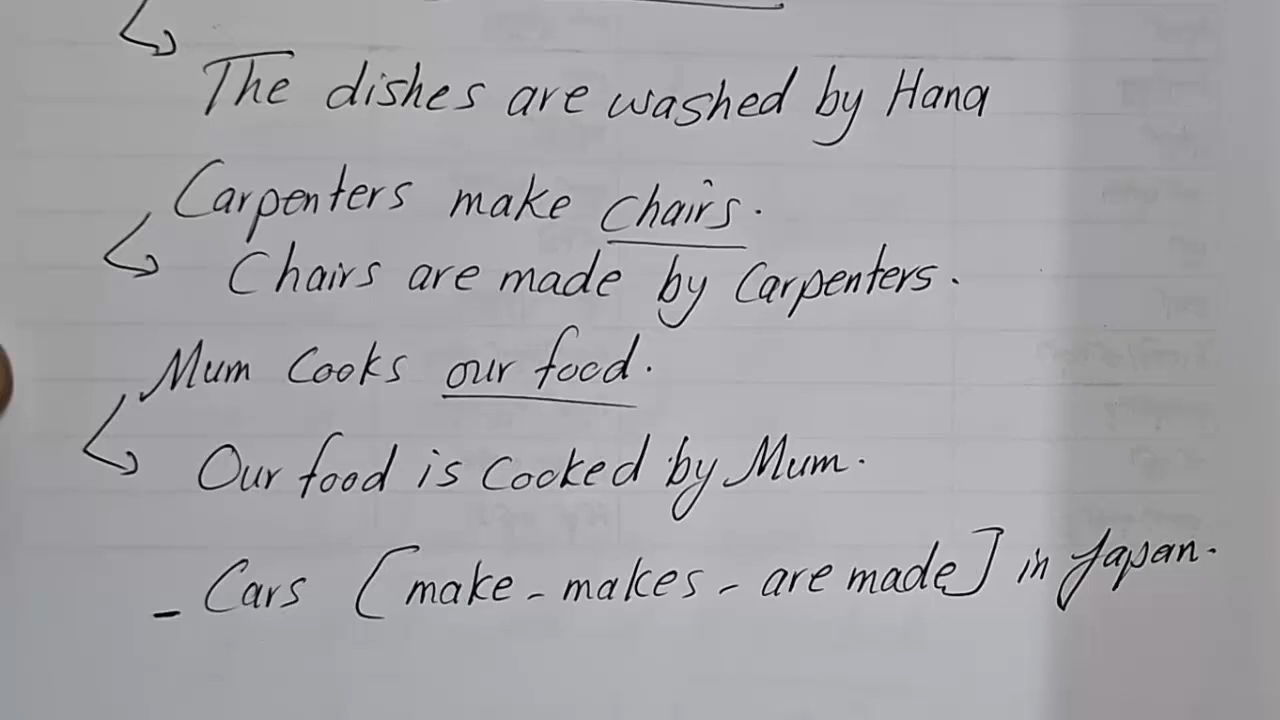 The dishes are washed by Hana
Carpenters make chairs.
Chairs are made by Carpenters.
Mum Cooks our food.
Our food is Cooked by Mum.
- Cars [make - makes - are made] in Japan.